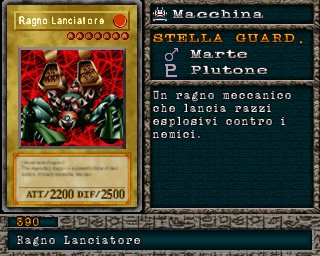 Ragno Lanciatore
ATT/2200 DIF/2500
Macchina
STELLA GUARD.
♂ Marte
♇ Plutone
Un ragno meccanico
che lancia razzi
esplosivi contro i
nemici.
390
Ragno Lanciatore